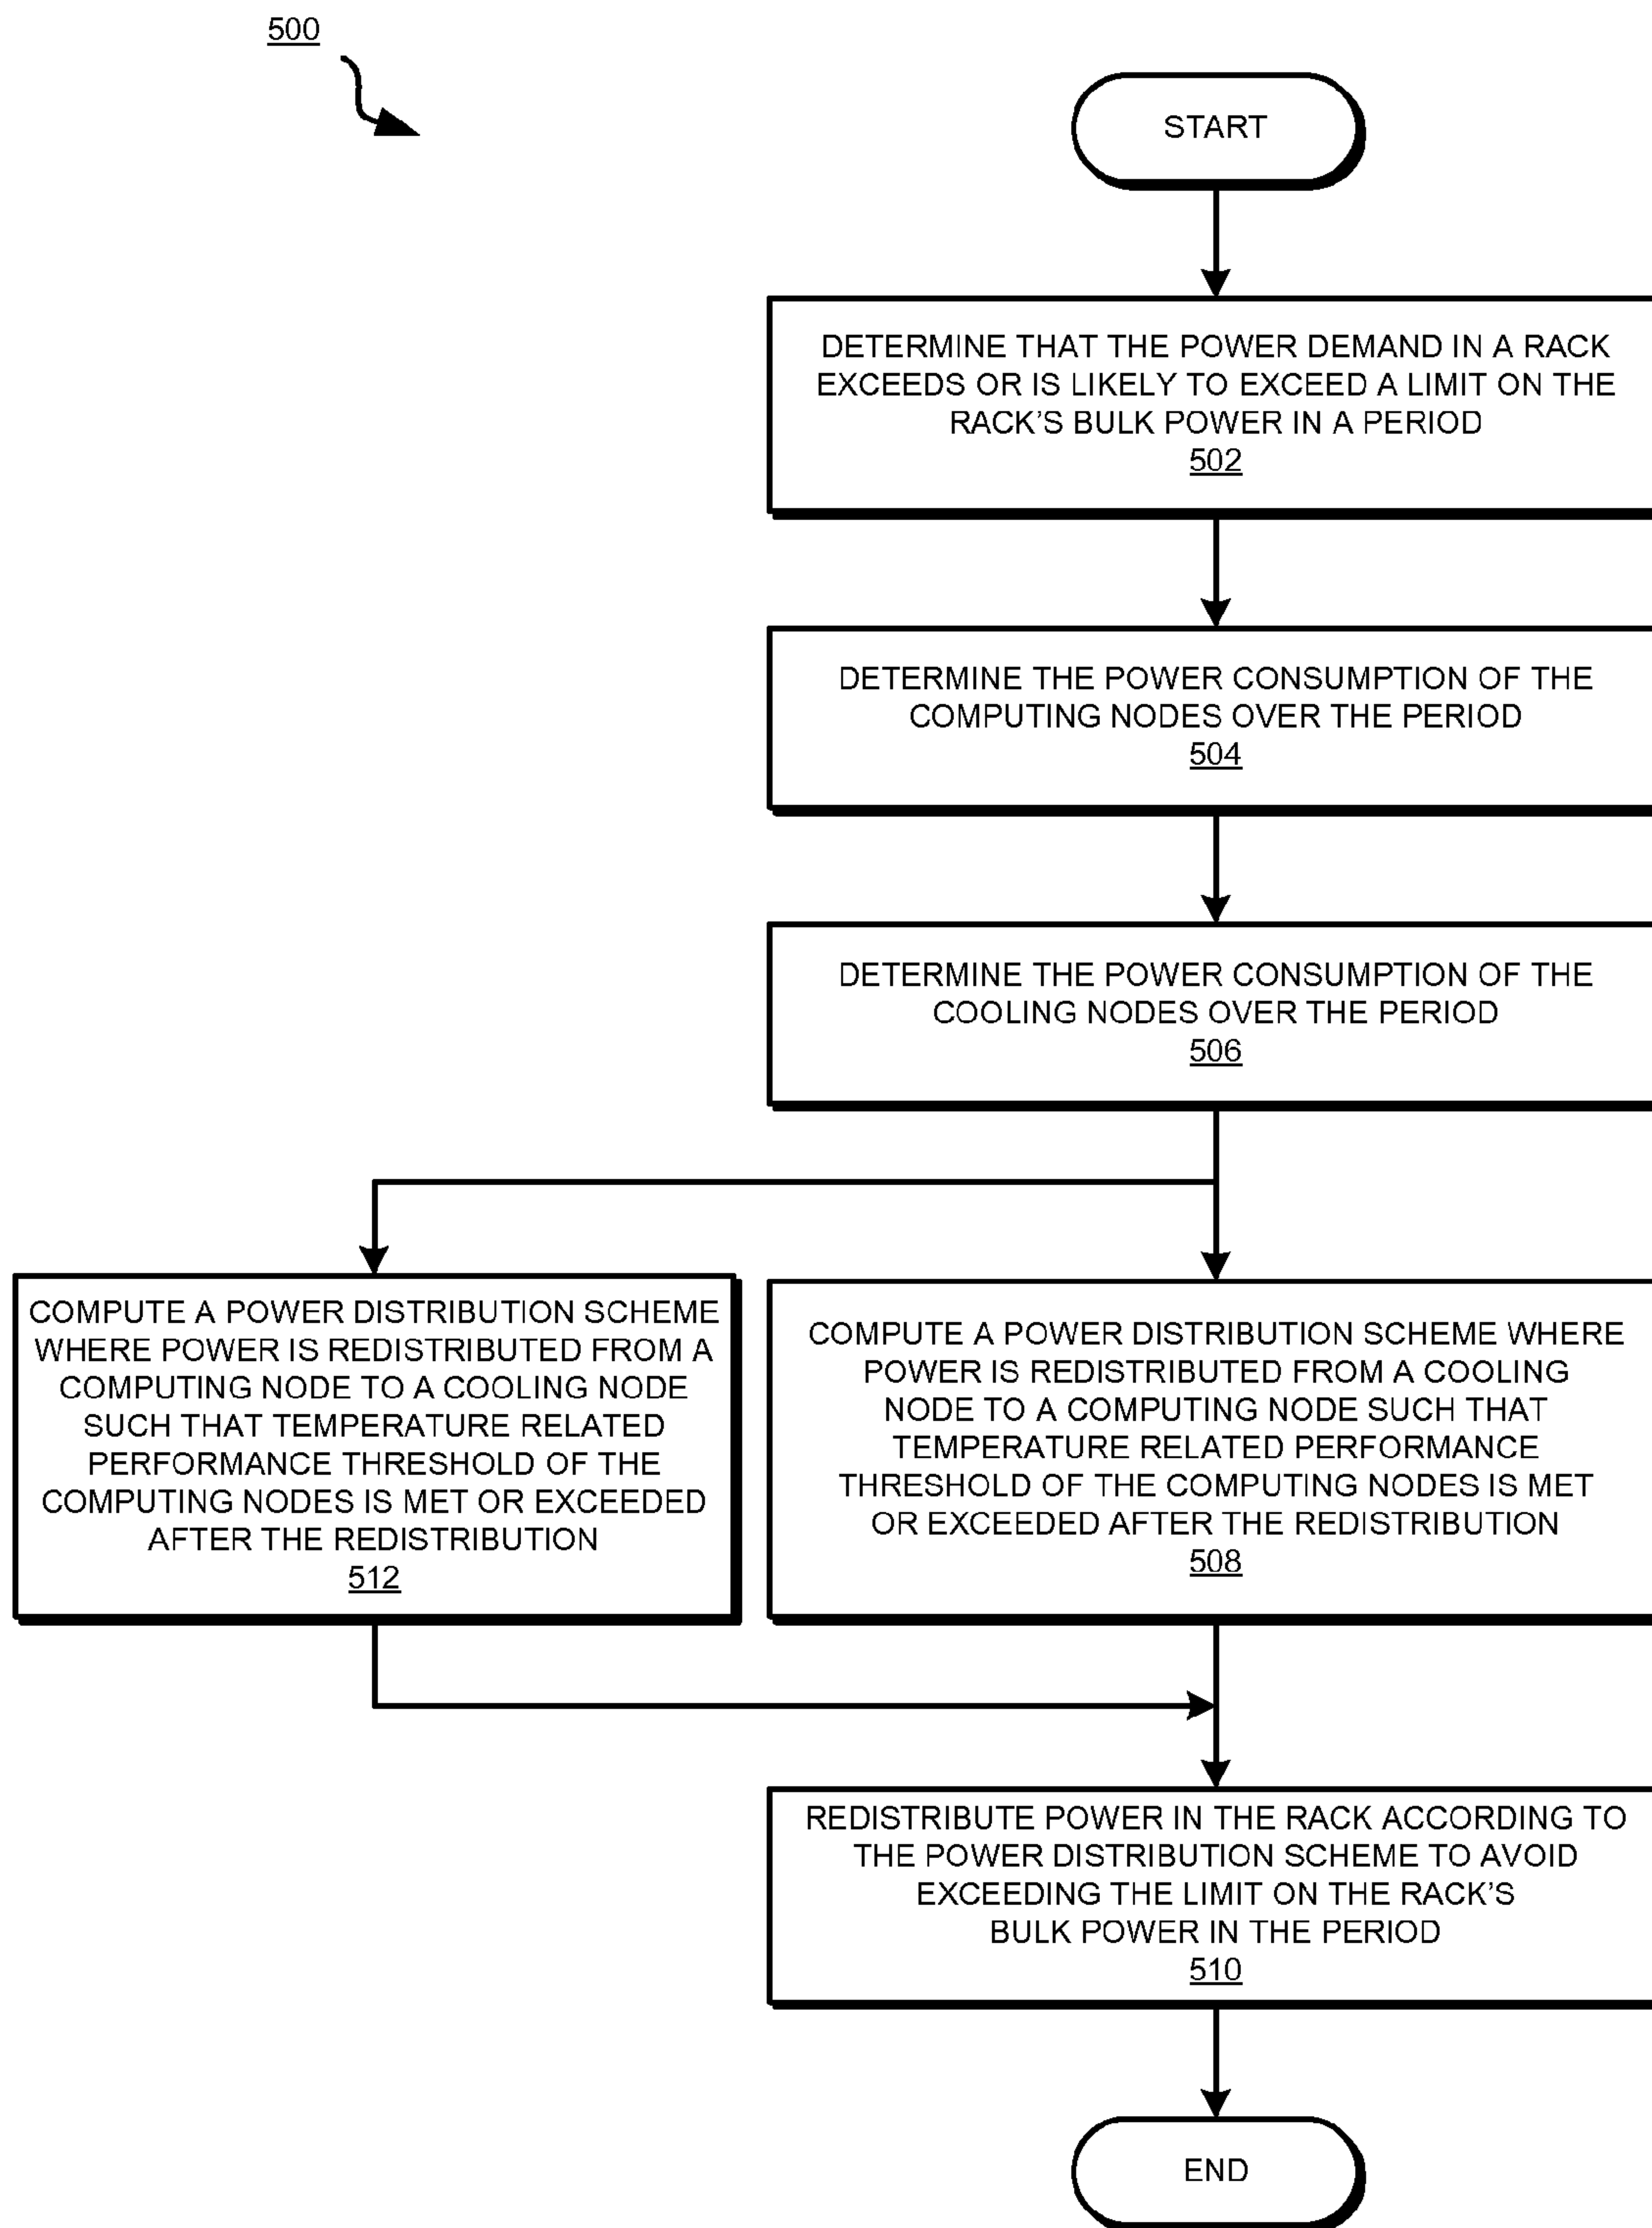 500
START
DETERMINE THAT THE POWER DEMAND IN A RACK
EXCEEDS OR IS LIKELY TO EXCEED A LIMIT ON THE
RACK'S BULK POWER IN A PERIOD
502
DETERMINE THE POWER CONSUMPTION OF THE
COMPUTING NODES OVER THE PERIOD
504
DETERMINE THE POWER CONSUMPTION OF THE
COOLING NODES OVER THE PERIOD
506
COMPUTE A POWER DISTRIBUTION SCHEME
WHERE POWER IS REDISTRIBUTED FROM A
COMPUTING NODE TO A COOLING NODE
SUCH THAT TEMPERATURE RELATED
PERFORMANCE THRESHOLD OF THE
COMPUTING NODES IS MET OR EXCEEDED
AFTER THE REDISTRIBUTION
512
COMPUTE A POWER DISTRIBUTION SCHEME WHERE
POWER IS REDISTRIBUTED FROM A COOLING
NODE TO A COMPUTING NODE SUCH THAT
TEMPERATURE RELATED PERFORMANCE
THRESHOLD OF THE COMPUTING NODES IS MET
OR EXCEEDED AFTER THE REDISTRIBUTION
508
REDISTRIBUTE POWER IN THE RACK ACCORDING TO
THE POWER DISTRIBUTION SCHEME TO AVOID
EXCEEDING THE LIMIT ON THE RACK'S
BULK POWER IN THE PERIOD
510
END